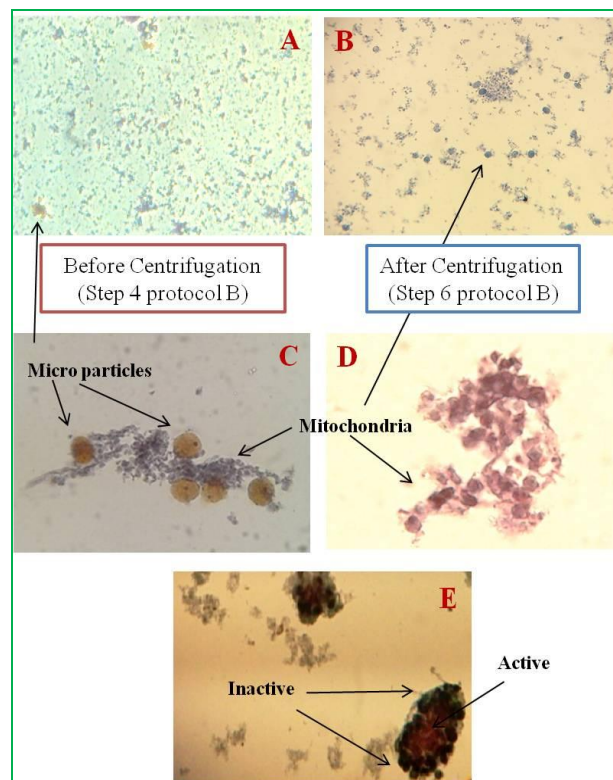 A
B
Before Centrifugation
(Step 4 protocol B)
After Centrifugation
(Step 6 protocol B)
C
D
Micro particles
Mitochondria
E
Active
Inactive